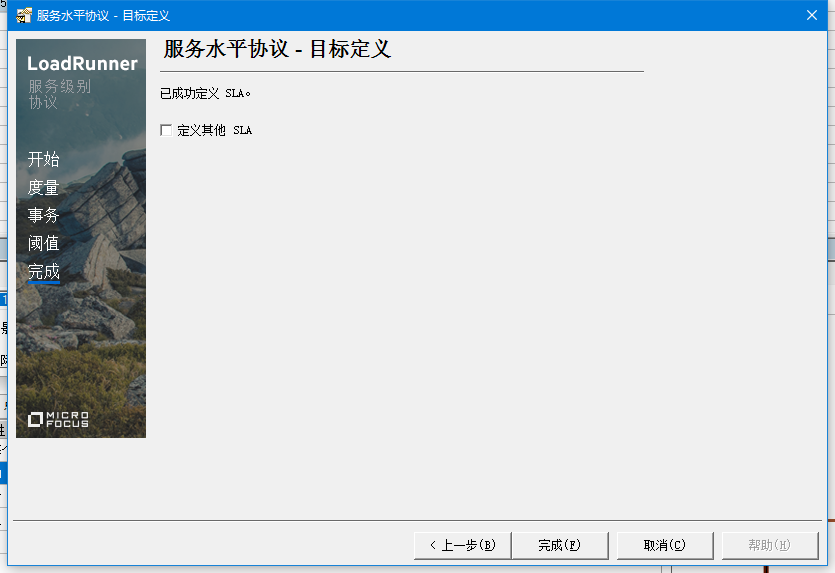 服务水平协议 - 目标定义
LoadRunner
服务级别
协议
开始
度量
事务
阈值
完成
MICRO
FOCUS
服务水平协议 - 目标定义
已成功定义 SLA。
定义其他 SLA
< 上一步(B)
完成(F)
取消(C)
帮助(H)